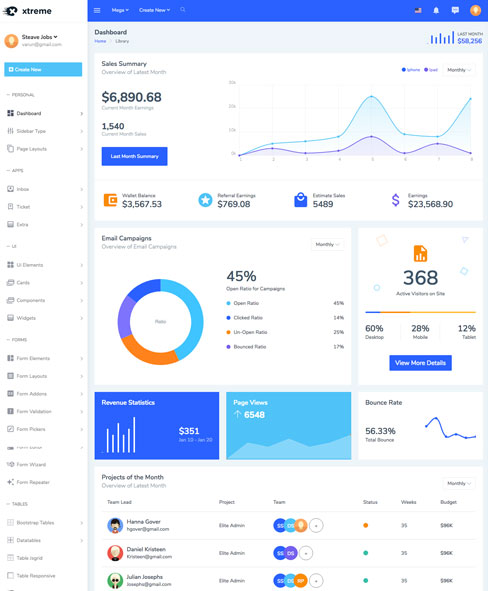 xtreme
Mega
Create New
Steave Jobs
varun@gmail.com
Create New
PERSONAL
Dashboard
Sidebar Type
Page Layouts
APPS
Inbox
Ticket
Extra
UI
Ui Elements
Cards
Components
Widgets
FORMS
Form Elements
Form Layouts
Form Addons
Form Validation
Form Pickers
Form Wizard
Form Repeater
TABLES
Bootstrap Tables
Datatables
Table Jsgrid
Table Responsive
Dashboard
Home
Library
LAST MONTH
$58,256
Sales Summary
Overview of Latest Month
Iphone
Ipad
Monthly
$6,890.68
Current Month Earnings
1,540
Current Month Sales
Last Month Summary
30k
20k
10k
0k
1 2 3 4 5 6 7 8
Wallet Balance
$3,567.53
Referral Earnings
$769.08
Estimate Sales
5489
Earnings
$23,568.90
Email Campaigns
Overview of Email Campaigns
Monthly
Ratio
45%
Open Ratio for Campaigns
Open Ratio 45%
Clicked Ratio 14%
Un-Open Ratio 25%
Bounced Ratio 17%
368
Active Visitors on Site
60% 28% 12%
Desktop Mobile Tablet
View More Details
Revenue Statistics
$351
Jan 10 - Jan 20
Page Views
6548
Bounce Rate
56.33%
Total Bounce
Projects of the Month
Overview of Latest Month
Monthly
Team Lead Project Team Status Weeks Budget
Hanna Gover
hgover@gmail.com
Elite Admin
SS DS +
35 $96K
Daniel Kristeen
Kristeen@gmail.com
Elite Admin
SS DS +
35 $96K
Julian Josephs
Josephs@gmail.com
Elite Admin
SS DS RP +
35 $96K